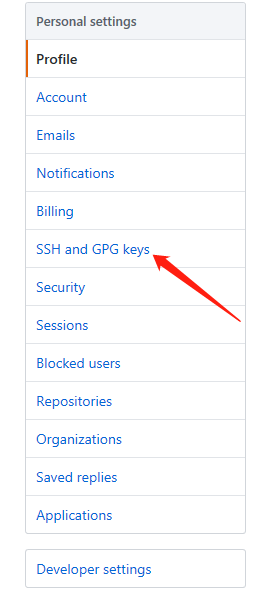 Personal settings
Profile
Account
Emails
Notifications
Billing
SSH and GPG keys
Security
Sessions
Blocked users
Repositories
Organizations
Saved replies
Applications
Developer settings